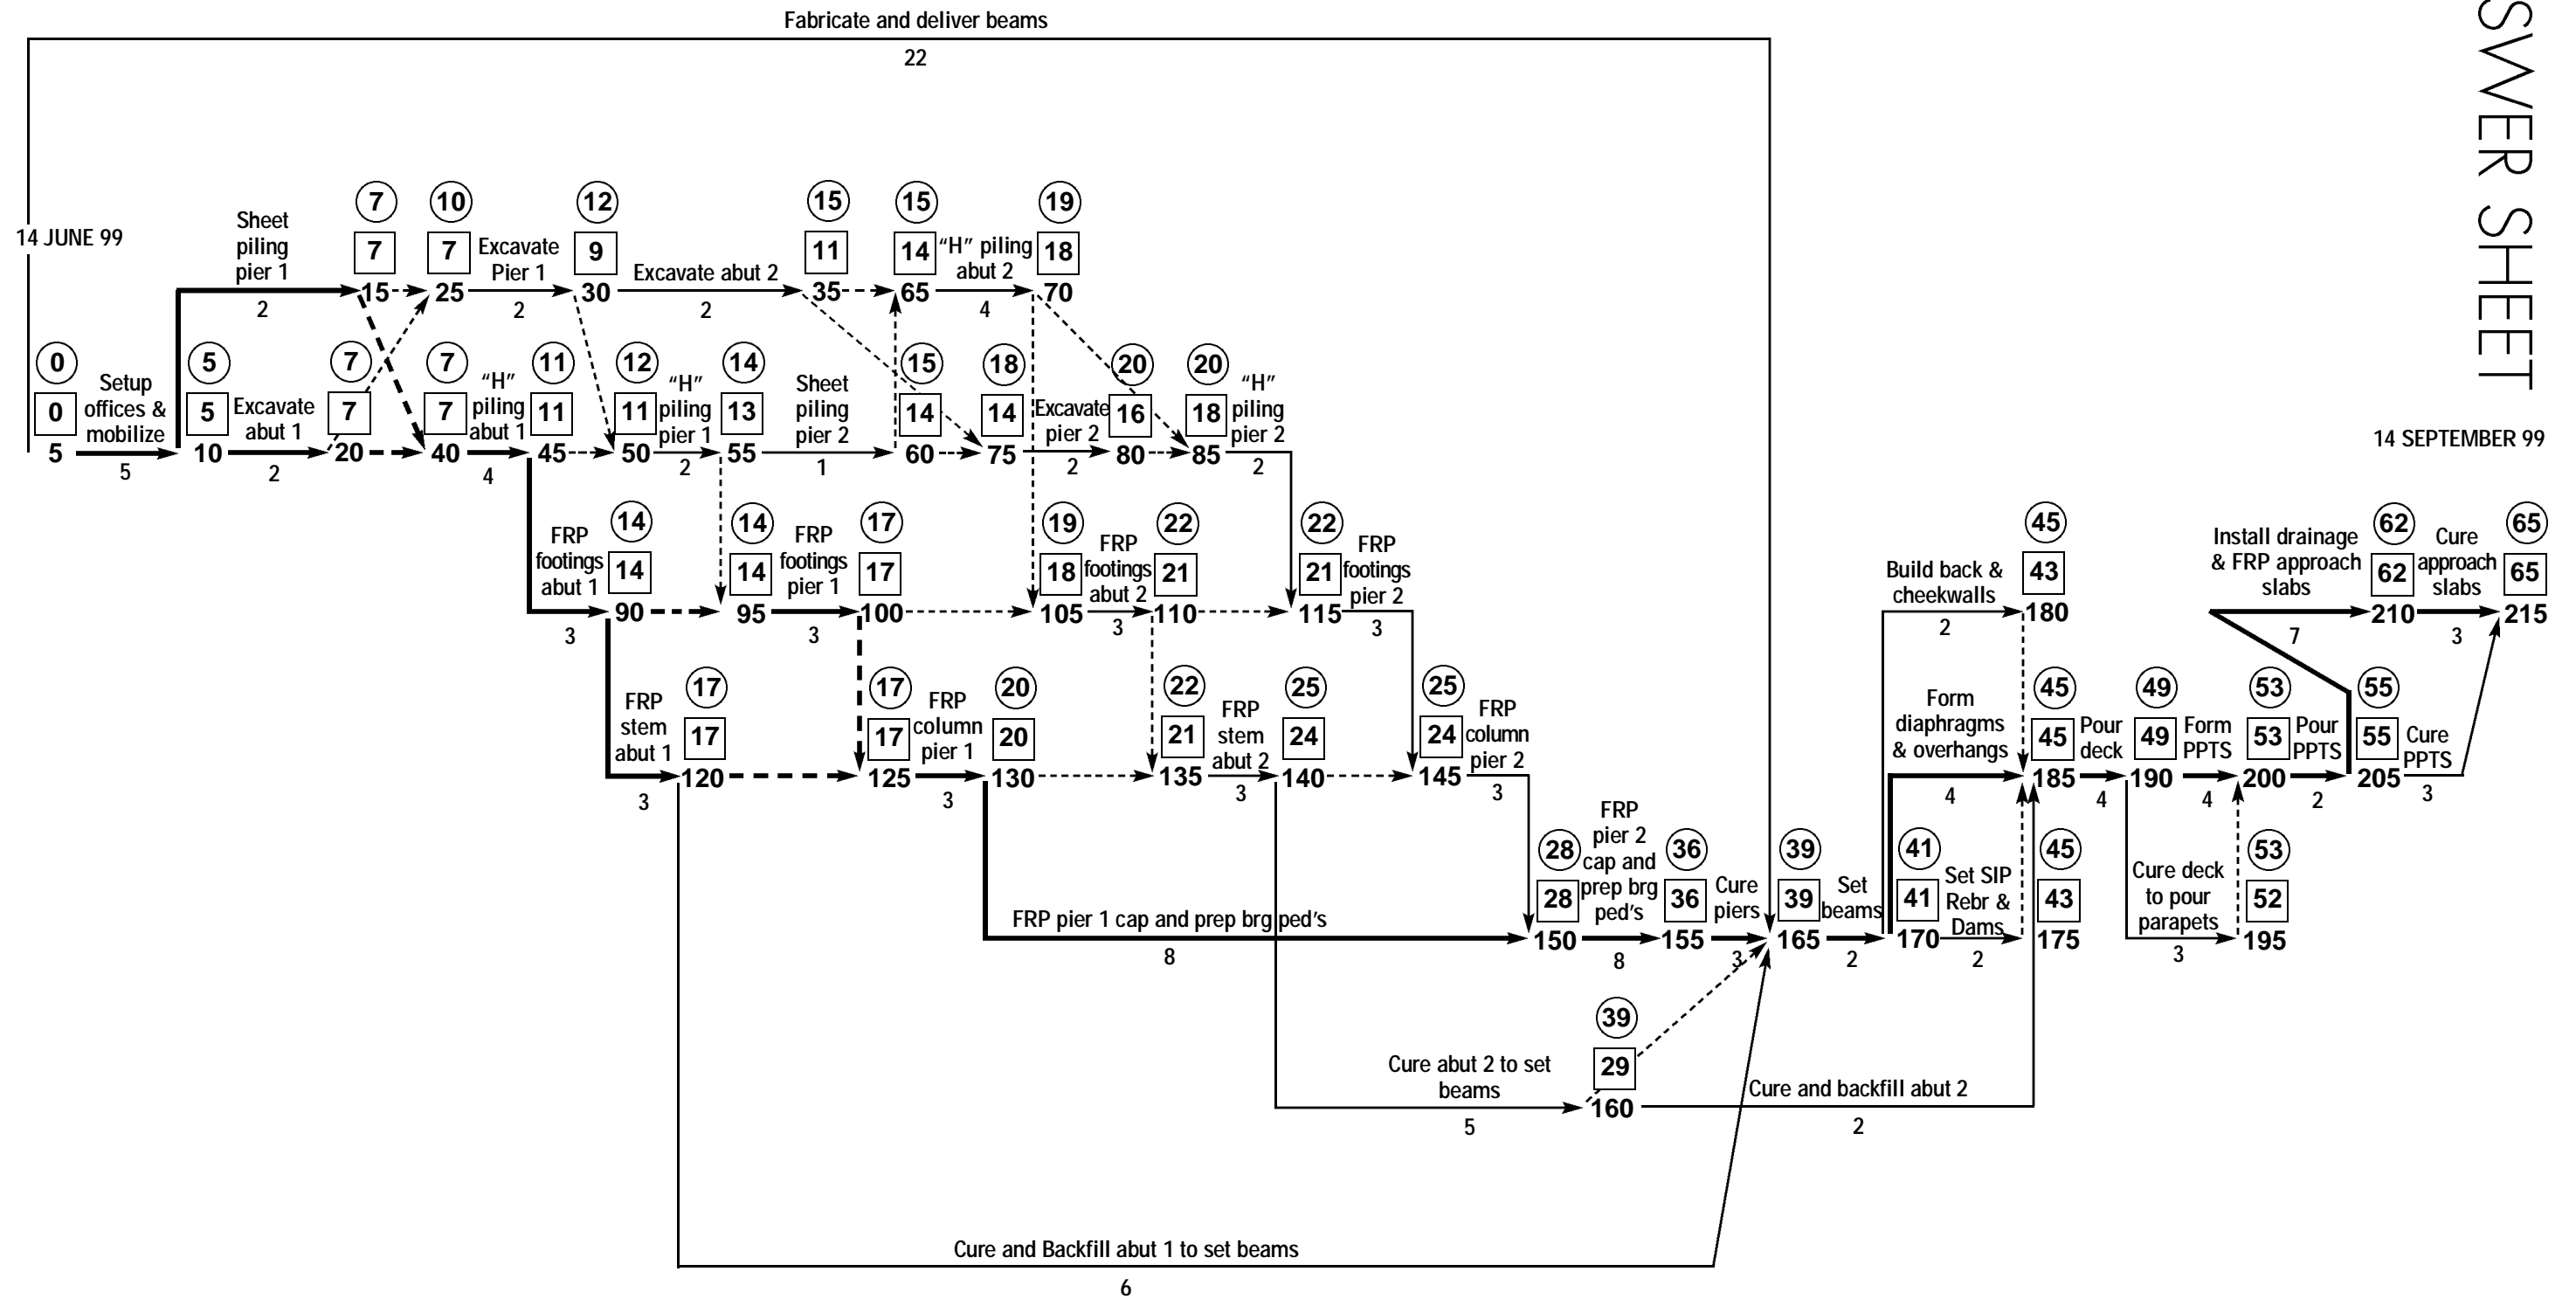 Fabricate and deliver beams
22
SWER SHEET
14 JUNE 99
7
10
12
15
15
19
Sheet
piling
pier 1
7
7
Excavate
Pier 1
9
Excavate abut 2
11
14
“H” piling
abut 2
18
15
25
30
35
65
70
2
2
2
4
0
5
7
7
11
12
14
15
18
20
20
0
Setup
offices &
mobilize
5
Excavate
abut 1
7
7
“H”
piling
abut 1
11
11
“H”
piling
pier 1
13
Sheet
piling
pier 2
14
14
Excavate
pier 2
16
18
“H”
piling
pier 2
5
10
20
40
45
50
55
60
75
80
85
5
2
4
2
1
2
2
14 SEPTEMBER 99
14
14
17
19
22
22
45
62
65
FRP
footings
abut 1
14
14
FRP
footings
pier 1
17
18
FRP
footings
abut 2
21
21
FRP
footings
pier 2
Build back &
cheekwalls
43
Install drainage
& FRP approach
slabs
62
Cure
approach
slabs
65
90
95
100
105
110
115
180
210
215
3
3
3
3
2
7
3
17
17
20
22
25
25
45
49
53
55
FRP
stem
abut 1
17
17
FRP
column
pier 1
20
21
FRP
stem
abut 2
24
24
FRP
column
pier 2
Form
diaphragms
& overhangs
45
Pour
deck
49
Form
PPTS
53
Pour
PPTS
55
Cure
PPTS
120
125
130
135
140
145
185
190
200
205
3
3
3
3
4
4
4
2
3
28
FRP
pier 2
cap and
prep brg
ped’s
36
39
41
45
53
FRP pier 1 cap and prep brg ped’s
28
36
Cure
piers
39
Set
beams
41
Set SIP
Rebr &
Dams
43
Cure deck
to pour
parapets
52
150
155
165
170
175
195
8
8
3
2
2
3
39
29
Cure abut 2 to set
beams
160
Cure and backfill abut 2
5
2
Cure and Backfill abut 1 to set beams
6